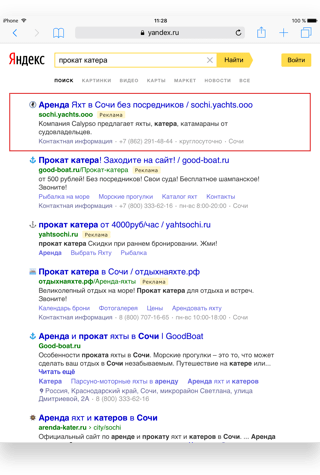 Airplane
11:28
100 %
yandex.ru
Яндекс
прокат катера
Найти
Войти
ПОИСК КАРТИНКИ ВИДЕО КАРТЫ МАРКЕТ НОВОСТИ ВСЕ
Аренда Яхт в Сочи без посредников / sochi.yachts.ooo
sochi.yachts.ooo Реклама
Компания Calypso предлагает яхты, катера, катамараны от
судовладельцев.
Контактная информация · +7 (862) 291-48-44 · круглосуточно · Сочи
Прокат катера! Заходите на сайт! / good-boat.ru
good-boat.ru/Прокат-катера Реклама
от 500 рублей! Без посредников! Свои суда! Бесплатное шампанское!
Звоните!
Рыбалка на море Морские прогулки Каталог яхт Контакты
Контактная информация · +7 (800) 333-62-16 · пн-вс 8:00-20:00 · Сочи
прокат катера от 4000руб/час / yahtsochi.ru
yahtsochi.ru Реклама
прокат катера Скидки при раннем бронировании. Жми!
Аренда Выбрать Яхту Рыбалка
Прокат катера в Сочи / отдыхнаяхте.рф
отдыхнаяхте.рф/Аренда-яхты Реклама
Великолепный отдых на море! Прокат катера для отдыха и встреч.
Звоните!
Календарь брони Фотогалерея Цены Арендовать яхту
Контактная информация · 8 (800) 707-16-65 · пн-вс 10:00-18:00 · Сочи
Аренда и прокат яхты в Сочи | GoodBoat
Good-boat.ru
Особенности проката яхты в Сочи. Морские прогулки – это то, что может
сделать ваш отдых в Сочи незабываемым. Путешествие на катере или...
Читать ещё
Катера Парусно-моторные яхты в аренду Аренда яхт и катеров
Россия, Краснодарский край, Сочи, микрорайон Светлана, улица
Дмитриевой, 2А · 8 (800) 333-62-16
Аренда яхт и катеров в Сочи
arenda-kater.ru › city/sochi
Официальный сайт по аренде и прокату яхт и катеров в Сочи. ... Аренда